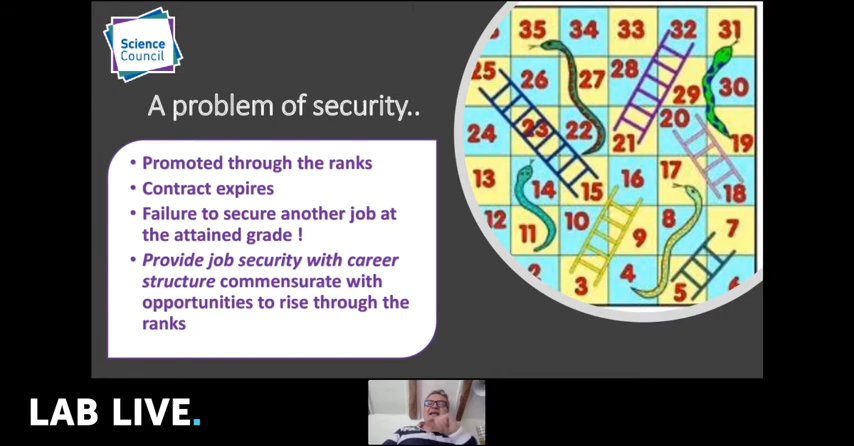 Science
Council
A problem of security..
• Promoted through the ranks
• Contract expires
• Failure to secure another job at
the attained grade !
• Provide job security with career
structure commensurate with
opportunities to rise through the
ranks
35 34 33 32 31
25 26 27 28 29 30
24 23 22 21 20 19
13 14 15 16 17 18
12 11 10 9 8 7
2 3 4 5
LAB LIVE.